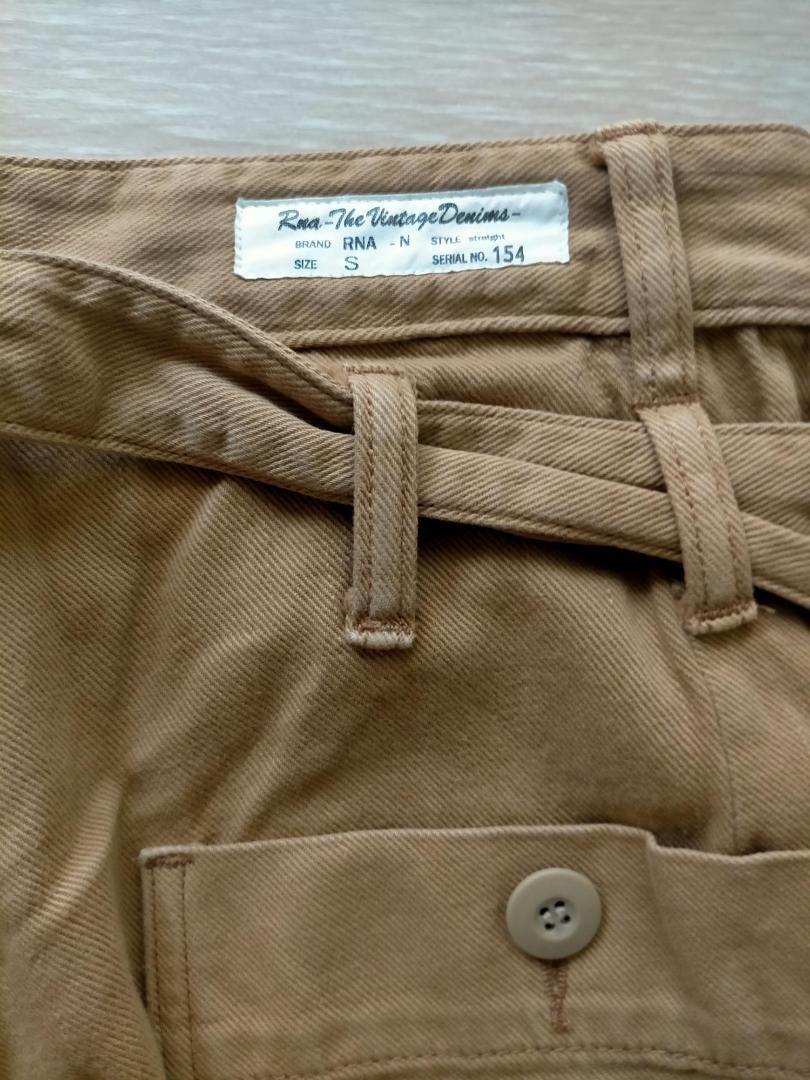 Rna-The Vintage Denims-
BRAND RNA - N STYLE straight
SIZE S SERIAL NO. 154